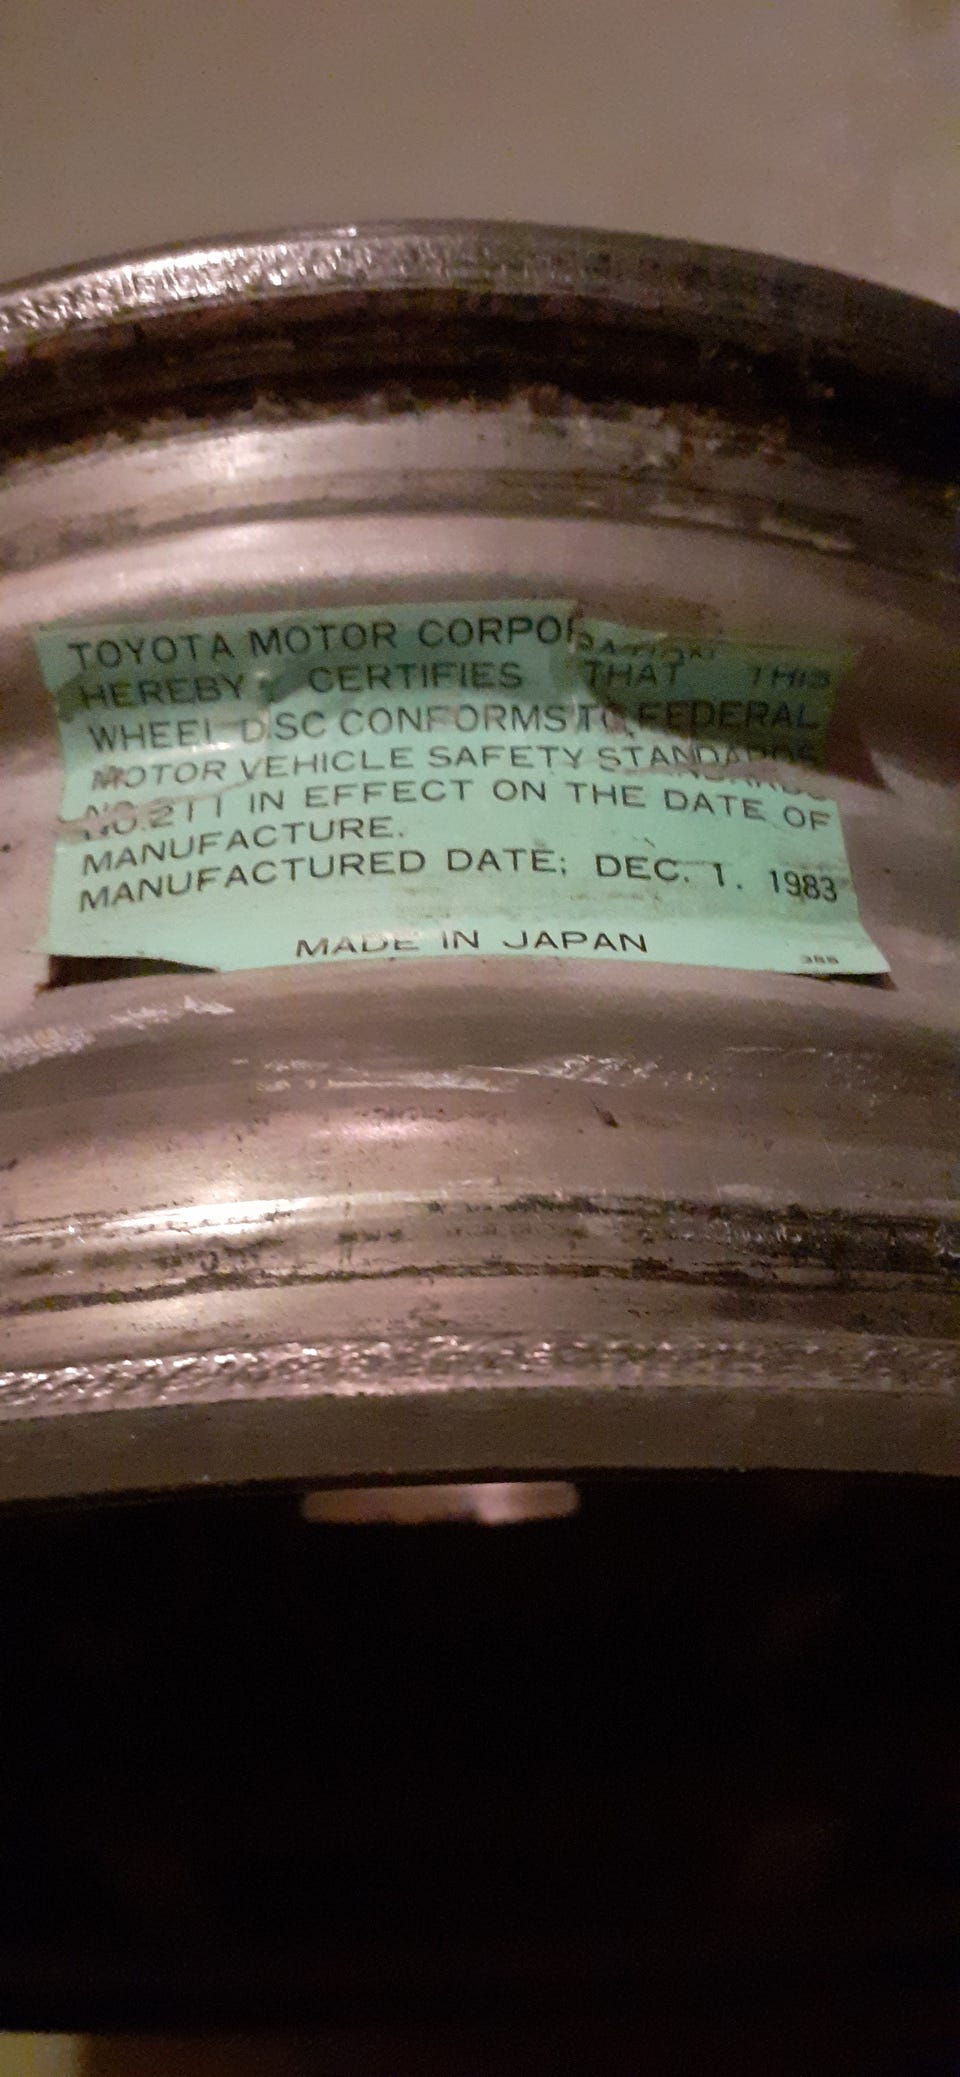 TOYOTA MOTOR CORPORATION
HEREBY CERTIFIES THAT THIS
WHEEL DISC CONFORMS TO FEDERAL
MOTOR VEHICLE SAFETY STANDARDS
NO.211 IN EFFECT ON THE DATE OF
MANUFACTURE.
MANUFACTURED DATE; DEC. 1. 1983
MADE IN JAPAN